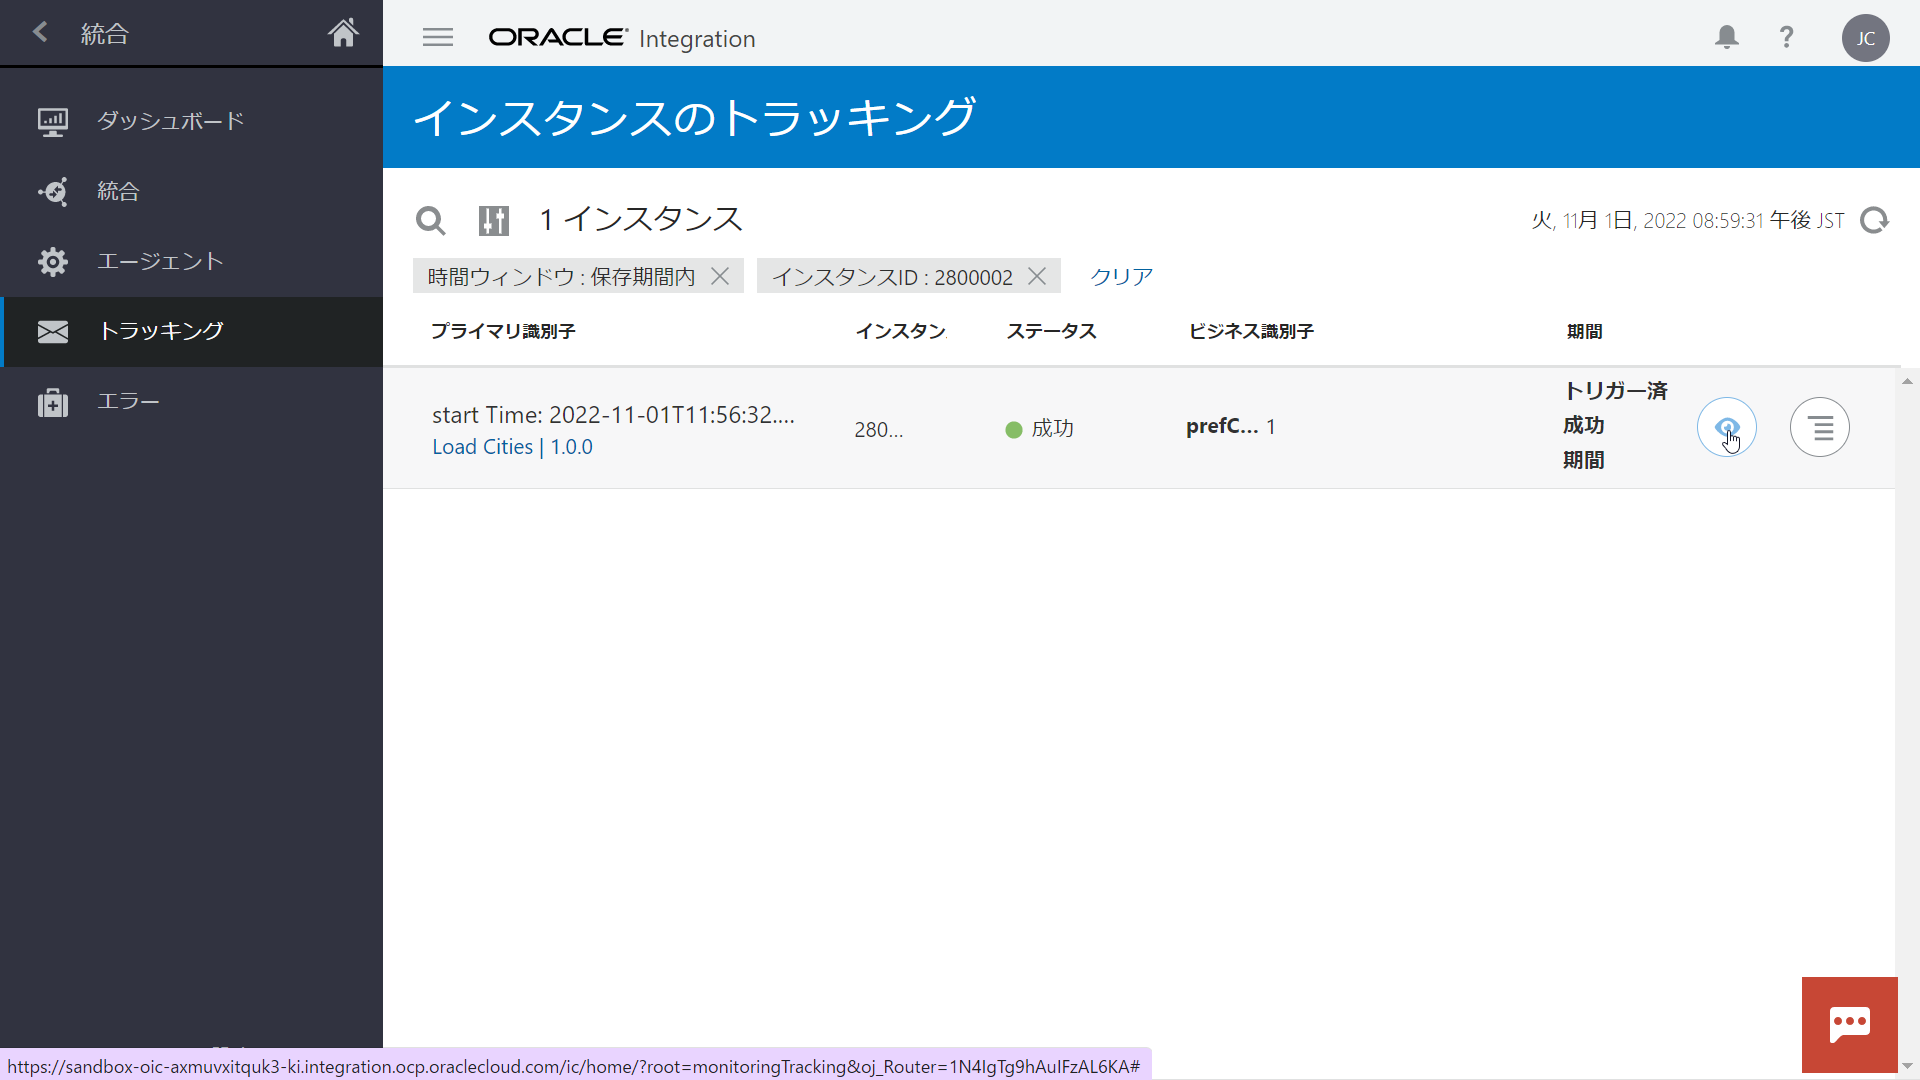 統合
ORACLE Integration
JC
ダッシュボード
統合
エージェント
トラッキング
エラー
インスタンスのトラッキング
1 インスタンス
火, 11月 1日, 2022 08:59:31 午後 JST
時間ウィンドウ : 保存期間内
インスタンスID : 2800002
クリア
プライマリ識別子
インスタン
ステータス
ビジネス識別子
期間
start Time: 2022-11-01T11:56:32....
Load Cities | 1.0.0
280...
成功
prefC... 1
トリガー済
成功
期間
https://sandbox-oic-axmuvxitquk3-ki.integration.ocp.oraclecloud.com/ic/home/?root=monitoringTracking&oj_Router=1N4IgTg9hAuIFzAL6KA#